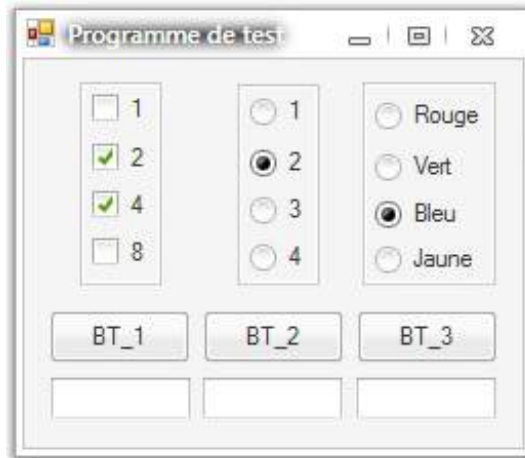 Programme de test
1
2
4
8
1
2
3
4
Rouge
Vert
Bleu
Jaune
BT_1 BT_2 BT_3